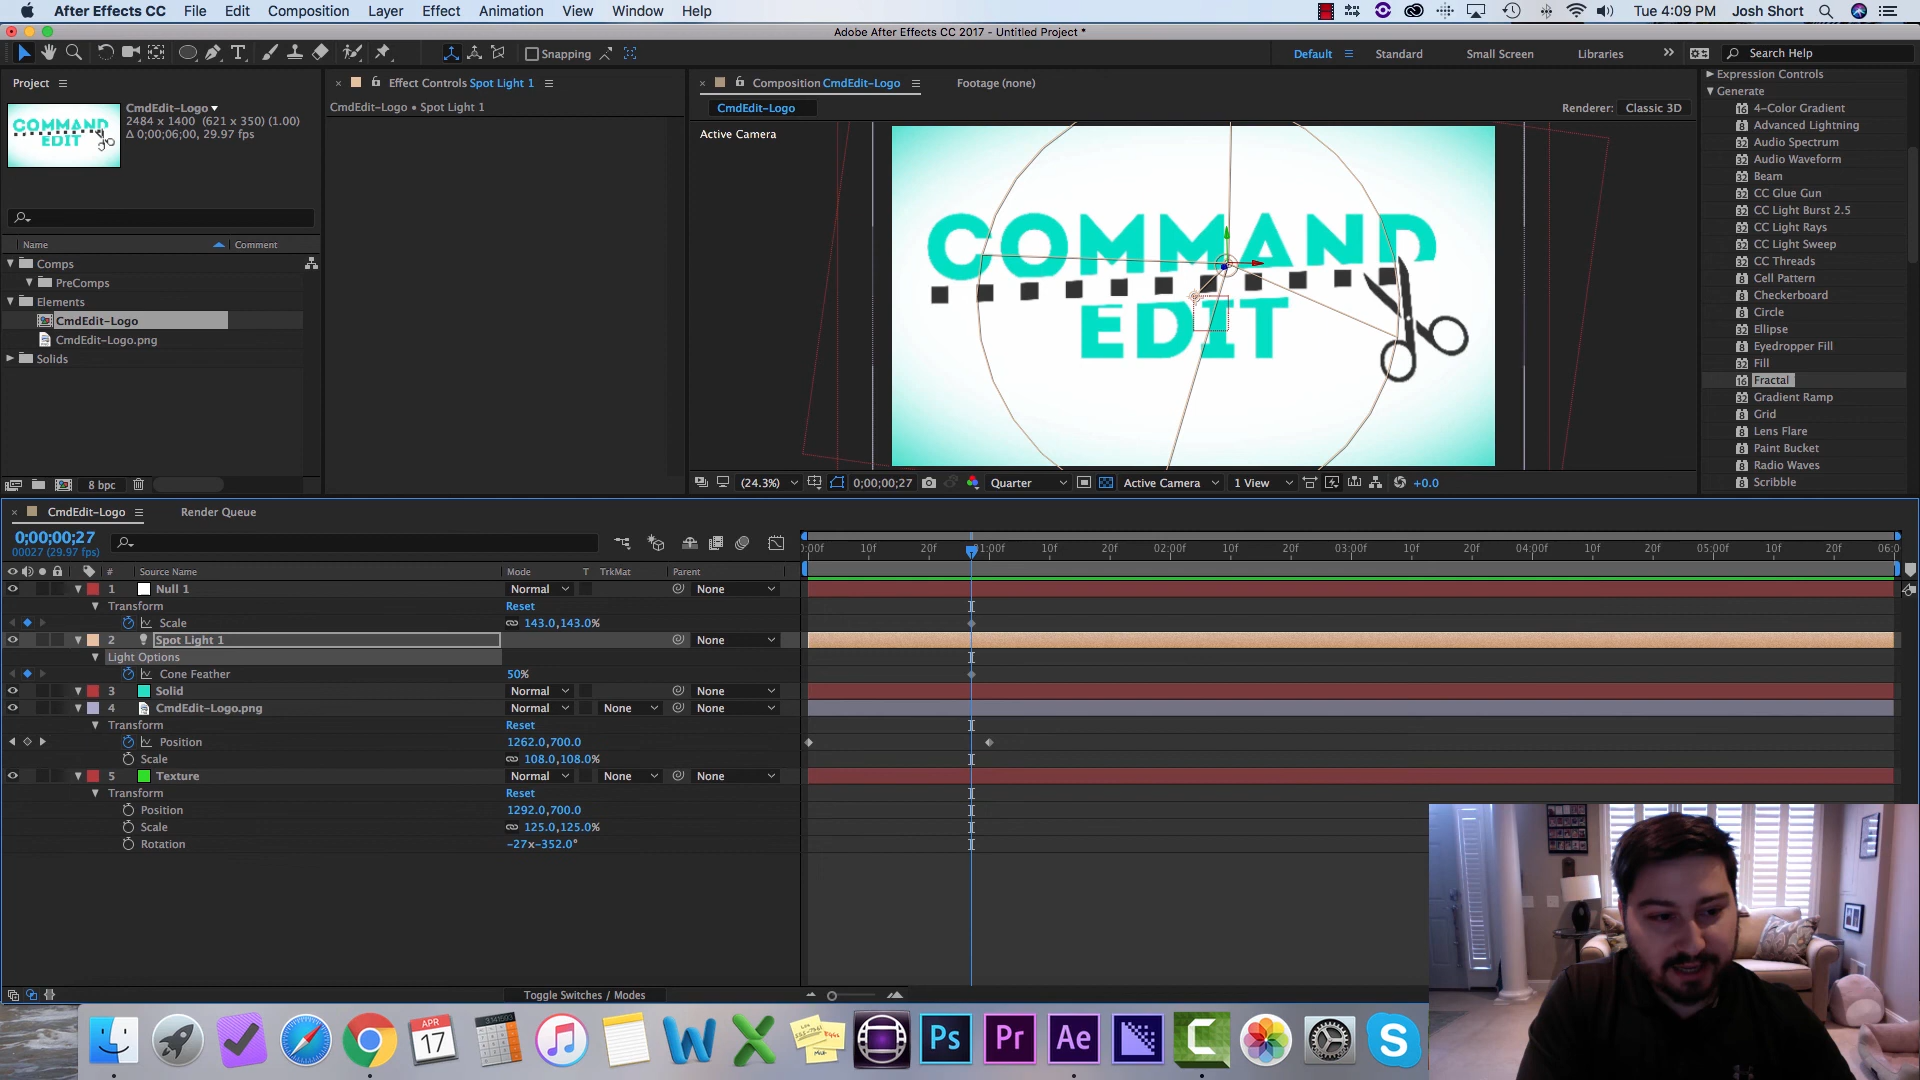 After Effects CC File Edit Composition Layer Effect Animation View Window Help
Tue 4:09 PM Josh Short
Adobe After Effects CC 2017 - Untitled Project *
Snapping
Default Standard Small Screen Libraries Search Help
Project
CmdEdit-Logo
2484 x 1400 (621 x 350) (1.00)
Δ 0;00;06;00, 29.97 fps
Name Comment
Comps
PreComps
Elements
CmdEdit-Logo
CmdEdit-Logo.png
Solids
8 bpc
Effect Controls Spot Light 1
CmdEdit-Logo • Spot Light 1
Composition CmdEdit-Logo Footage (none)
CmdEdit-Logo
Renderer: Classic 3D
Active Camera
COMMAND
EDIT
(24.3%) 0;00;00;27 Quarter Active Camera 1 View +0.0
Expression Controls
Generate
4-Color Gradient
Advanced Lightning
Audio Spectrum
Audio Waveform
Beam
CC Glue Gun
CC Light Burst 2.5
CC Light Rays
CC Light Sweep
CC Threads
Cell Pattern
Checkerboard
Circle
Ellipse
Eyedropper Fill
Fill
Fractal
Gradient Ramp
Grid
Lens Flare
Paint Bucket
Radio Waves
Scribble
CmdEdit-Logo Render Queue
0;00;00;27
00027 (29.97 fps)
0:00f 10f 20f 01:00f 10f 20f 02:00f 10f 20f 03:00f 10f 20f 04:00f 10f 20f 05:00f 10f 20f 06:0
# Source Name Mode T TrkMat Parent
1 Null 1 Normal None
Transform Reset
Scale 143.0,143.0%
2 Spot Light 1 None
Light Options
Cone Feather 50%
3 Solid Normal None
4 CmdEdit-Logo.png Normal None None
Transform Reset
Position 1262.0,700.0
Scale 108.0,108.0%
5 Texture Normal None None
Transform Reset
Position 1292.0,700.0
Scale 125.0,125.0%
Rotation -27x-352.0°
Toggle Switches / Modes
APR
17
Ps Pr Ae